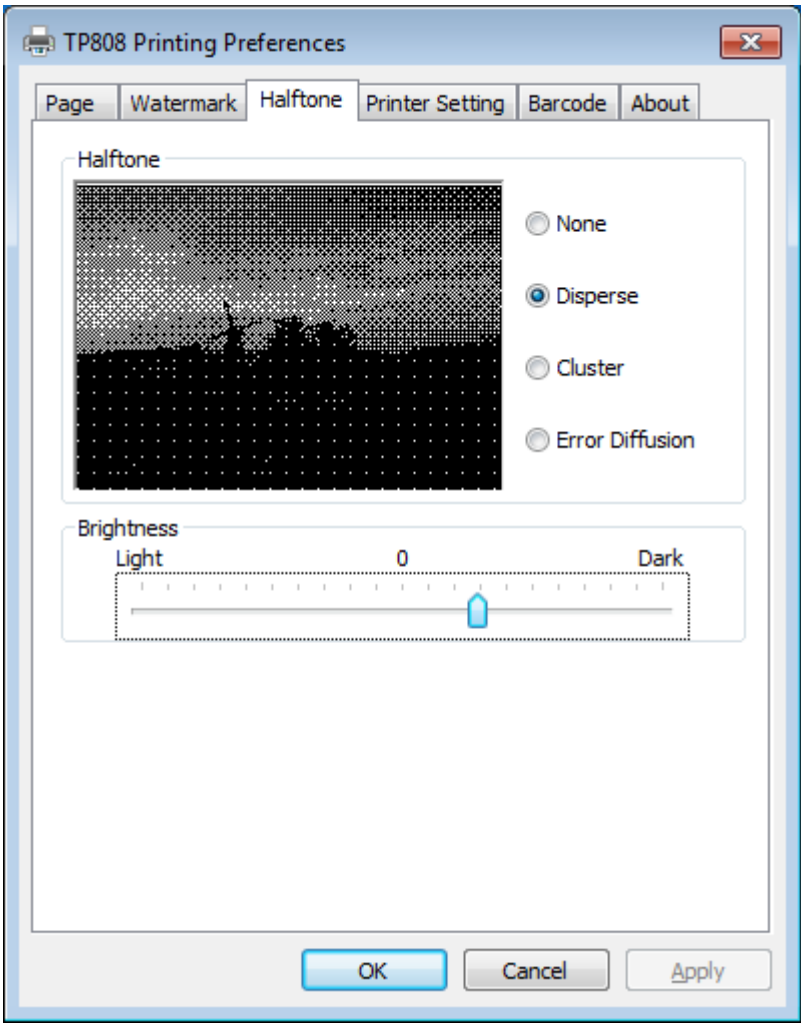 TP808 Printing Preferences
Page Watermark Halftone Printer Setting Barcode About
Halftone
None
Disperse
Cluster
Error Diffusion
Brightness
Light 0 Dark
OK Cancel Apply